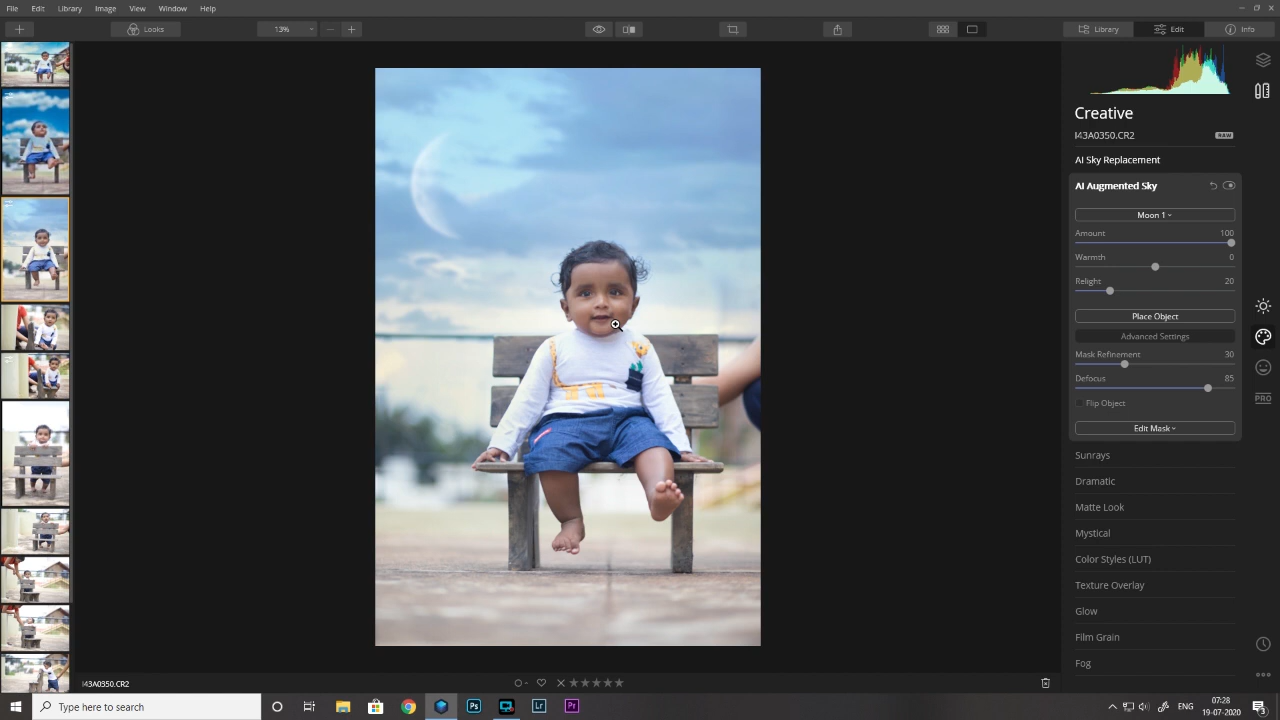 File Edit Library Image View Window Help
Looks 13% Library Edit Info
Creative
I43A0350.CR2 RAW
AI Sky Replacement
AI Augmented Sky
Moon 1
Amount 100
Warmth 0
Relight 20
Place Object
Advanced Settings
Mask Refinement 30
Defocus 85
Flip Object
PRO
Edit Mask
Sunrays
Dramatic
Matte Look
Mystical
Color Styles (LUT)
Texture Overlay
Glow
Film Grain
Fog
I43A0350.CR2
Type here to search
Ps Lr Pr
ENG
07:28
19-07-2020